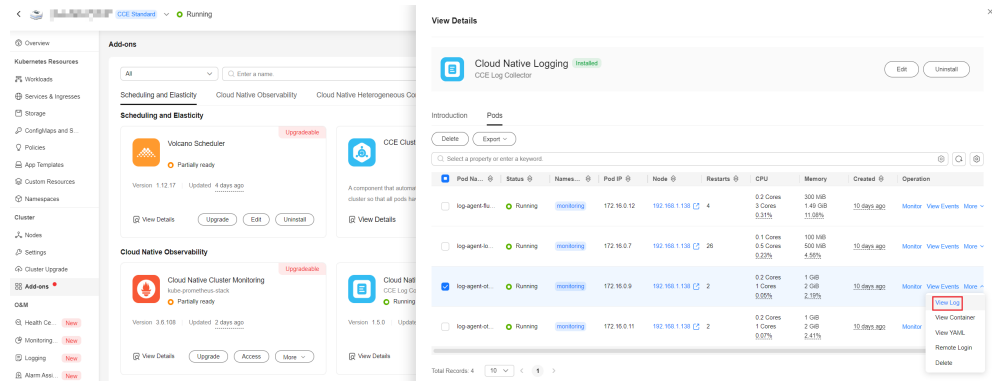 CCE Standard Running
Overview
Kubernetes Resources
Workloads
Services & Ingresses
Storage
ConfigMaps and S...
Policies
App Templates
Custom Resources
Namespaces
Cluster
Nodes
Settings
Cluster Upgrade
Add-ons
O&M
Health Ce... New
Monitoring... New
Logging New
Alarm Assi... New
Add-ons
All Enter a name.
Scheduling and Elasticity Cloud Native Observability Cloud Native Heterogeneous Co
Scheduling and Elasticity
Upgradeable
Volcano Scheduler
Partially ready
Version 1.12.17 Updated 4 days ago
View Details Upgrade Edit Uninstall
CCE Clust
A component that automa
cluster so that all pods hav
View Details
Cloud Native Observability
Upgradeable
Cloud Native Cluster Monitoring
kube-prometheus-stack
Partially ready
Version 3.6.108 Updated 2 days ago
View Details Upgrade Access More
Cloud Nati
CCE Log Co
Running
Version 1.5.0 Update
View Details
View Details
Cloud Native Logging Installed
CCE Log Collector
Edit Uninstall
Introduction Pods
Delete Export
Select a property or enter a keyword.
Pod Na... Status Names... Pod IP Node Restarts CPU Memory Created Operation
log-agent-flu... Running monitoring 172.16.0.12 192.168.1.138 4 0.2 Cores 3 Cores 0.31% 300 MiB 1.49 GiB 11.08% 10 days ago Monitor View Events More
log-agent-lo... Running monitoring 172.16.0.7 192.168.1.138 26 0.1 Cores 0.5 Cores 0.23% 100 MiB 500 MiB 4.56% 10 days ago Monitor View Events More
log-agent-ot... Running monitoring 172.16.0.9 192.168.1.138 2 0.2 Cores 1 Cores 0.05% 1 GiB 2 GiB 2.19% 10 days ago Monitor View Events More
log-agent-ot... Running monitoring 172.16.0.11 192.168.1.138 2 0.2 Cores 1 Cores 0.07% 1 GiB 2 GiB 2.41% 10 days ago Monitor
View Log
View Container
View YAML
Remote Login
Delete
Total Records: 4 10 1